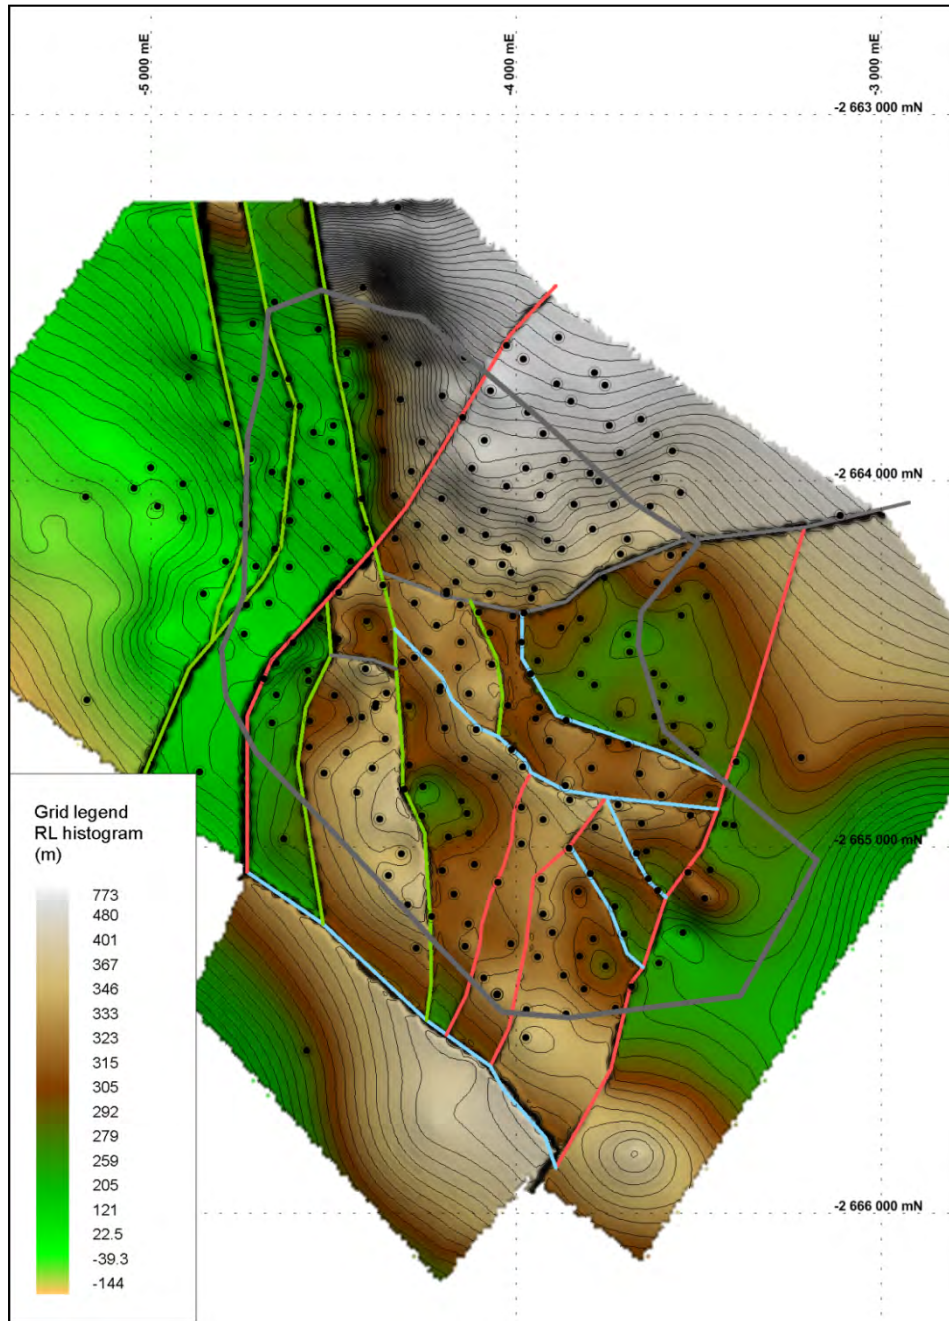 -5 000 mE
-4 000 mE
-3 000 mE
-2 663 000 mN
-2 664 000 mN
-2 665 000 mN
-2 666 000 mN
Grid legend
RL histogram
(m)
773
480
401
367
346
333
323
315
305
292
279
259
205
121
22.5
-39.3
-144